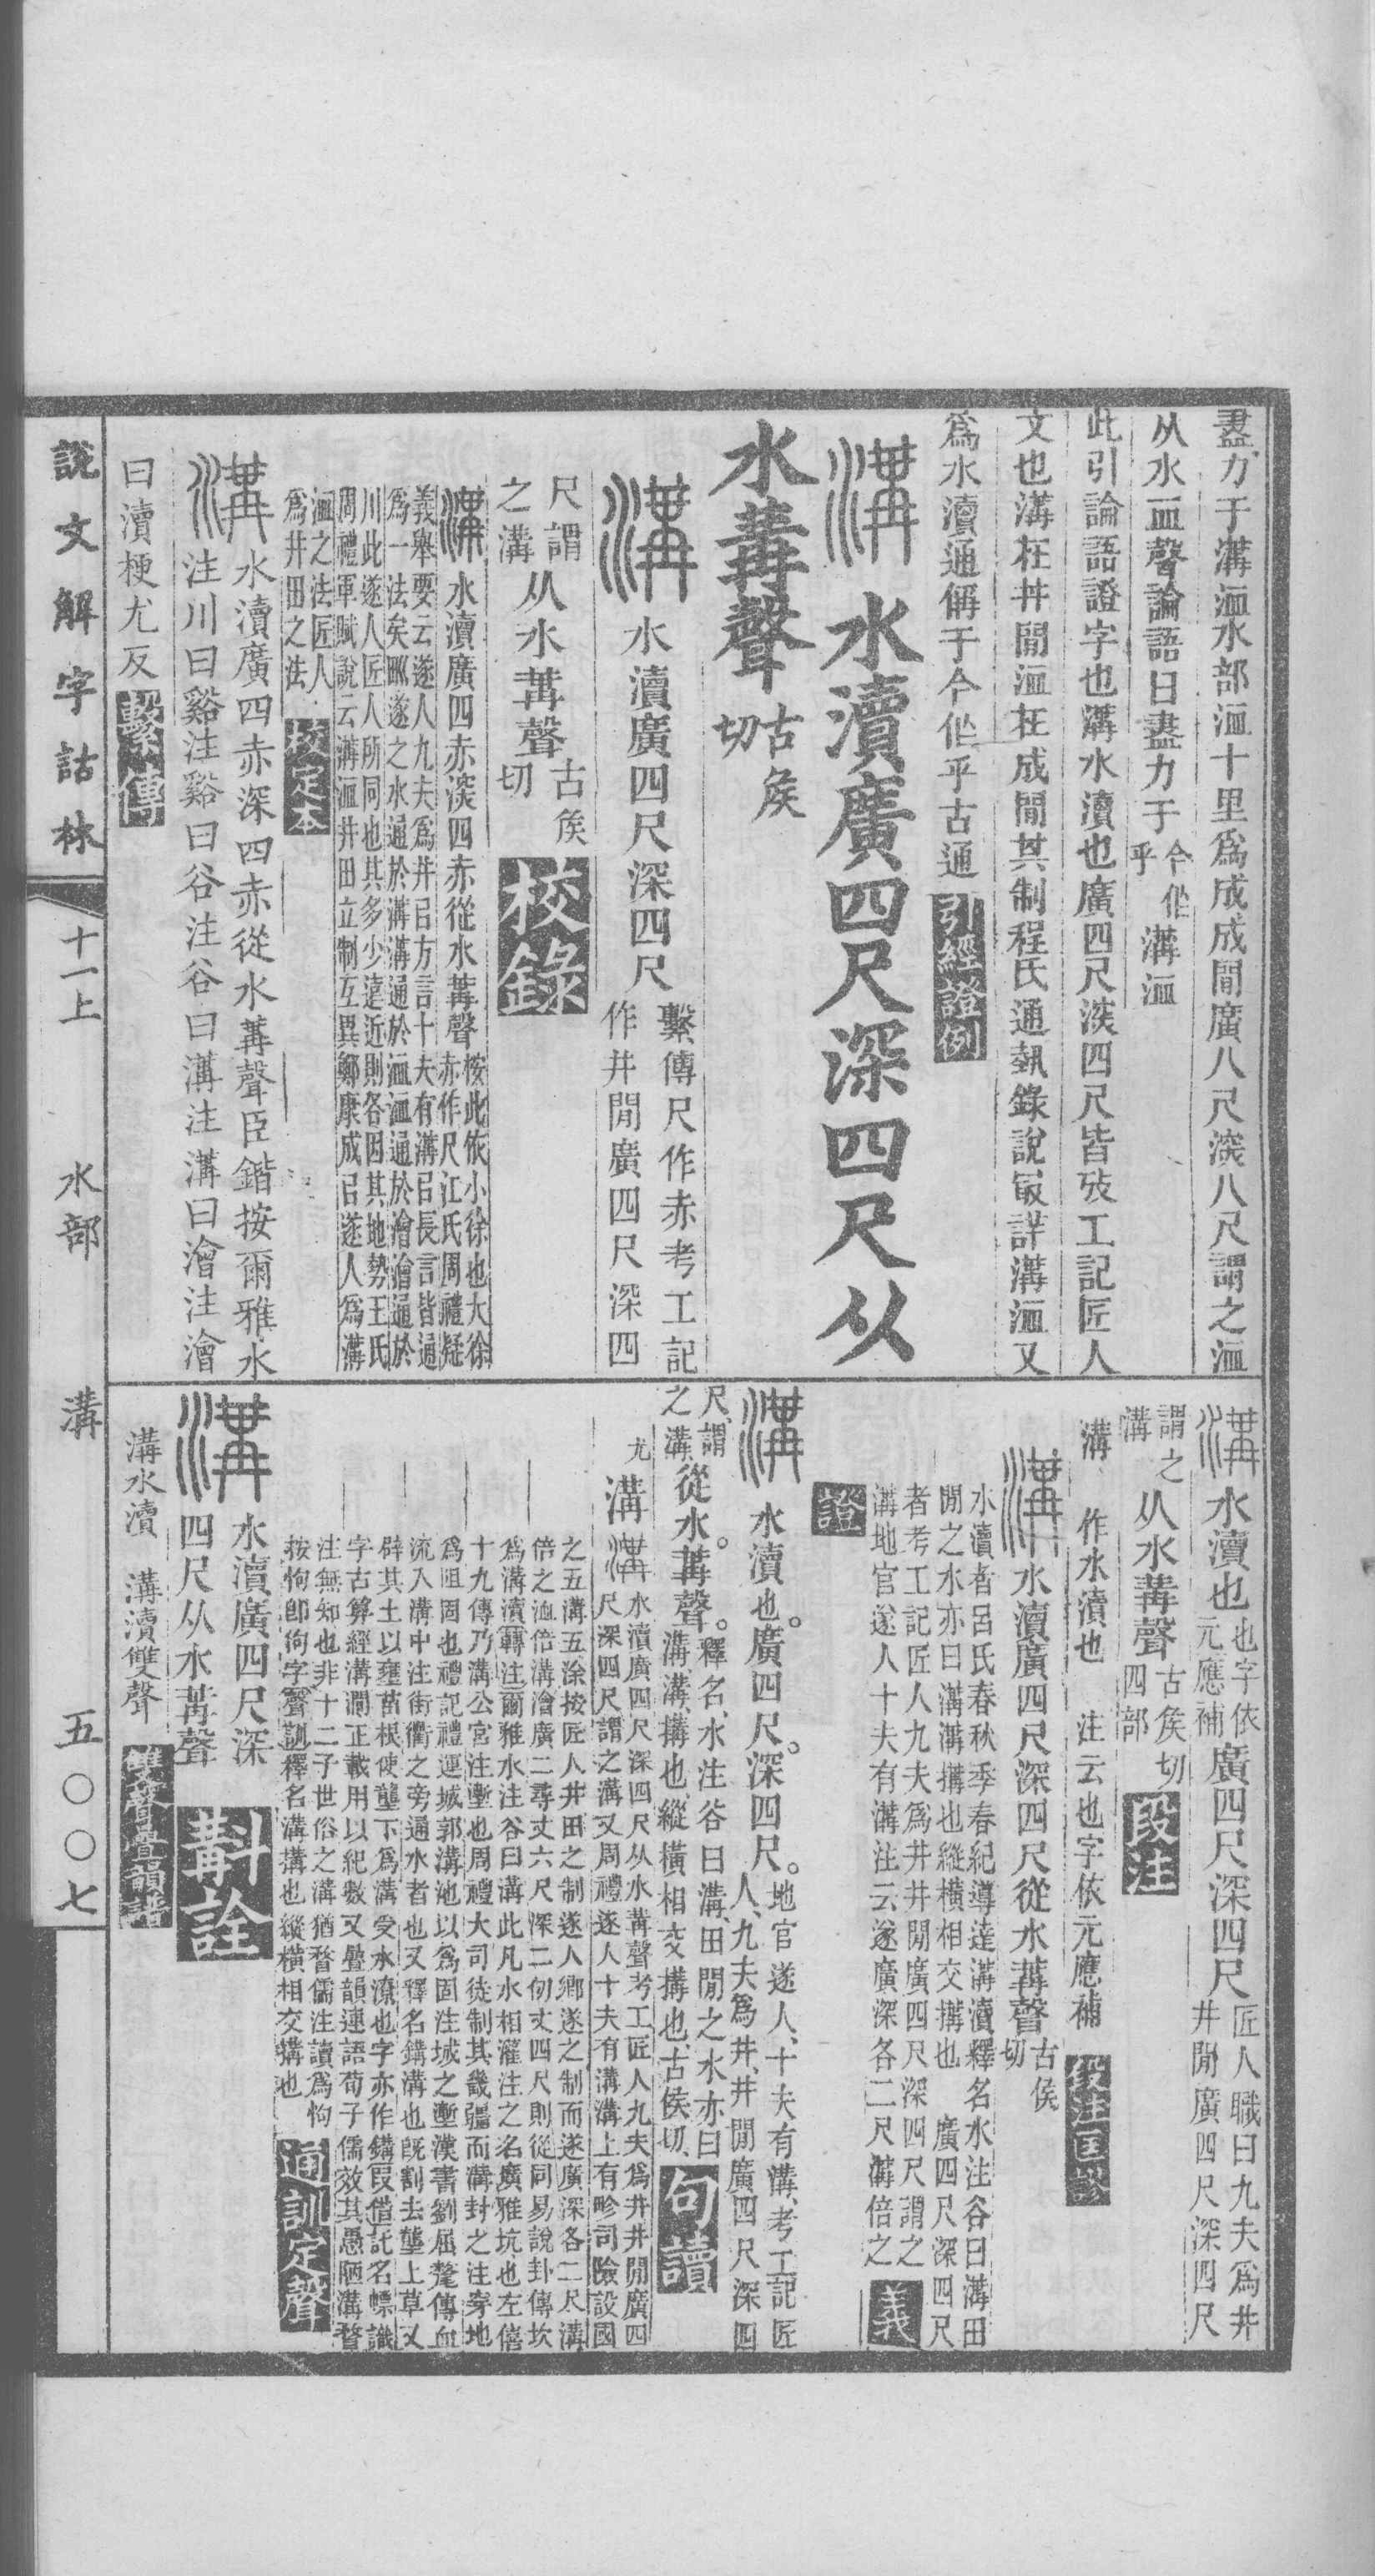 盡力于溝洫水部洫十里爲成成閒廣八尺㴱八尺謂之洫
从水血聲論語曰盡力于今作乎溝洫
此引論語證字也溝水瀆也廣四尺㴱四尺皆攷工記匠人
文也溝在井閒洫在成閒其制程氏通藝錄說最詳溝洫又
爲水瀆通偁于今作乎古通 引經證例
溝 水瀆廣四尺深四尺从
水冓聲 古矦切
溝 水瀆廣四尺深四尺 繫傳尺作赤考工記作井閒廣四尺深四
尺謂之溝 从水冓聲 古矦切 校錄
溝 水瀆廣四赤㴱四赤從水冓聲 桉此依小徐也大徐赤作尺江氏周禮疑
義舉要云遂人九夫爲井㠯方言十夫有溝㠯長言皆通
爲一法矣畖遂之水通於溝溝通於洫洫通於澮澮通於
川此遂人匠人所同也其多少遠近則各因其地勢王氏
周禮軍賦說云溝洫井田立制互異鄭康成㠯遂人爲溝
洫之法匠人爲井田之法 校定本
溝 水瀆廣四赤深四赤從水冓聲臣鍇按爾雅水
注川曰谿注谿曰谷注谷曰溝注溝曰澮注澮
曰瀆梗尤反 繫傳
溝 水瀆也 也字依元應補 廣四尺深四尺 匠人職曰九夫爲井井閒廣四尺深四尺
謂之溝 从水冓聲 古矦切四部 段注
溝 作水瀆也 注云也字依元應補 段注匡謬
溝 水瀆廣四尺深四尺從水冓聲 古侯切
水瀆者呂氏春秋季春紀導達溝瀆釋名水注谷曰溝田
閒之水亦曰溝溝搆也縱橫相交搆也 廣四尺深四尺
者考工記匠人九夫爲井井閒廣四尺深四尺謂之
溝地官遂人十夫有溝注云遂廣深各二尺溝倍之 義
證
溝 水瀆也。廣四尺。深四尺。 地官遂人、十夫有溝、考工記匠人、九夫爲井、井閒廣四尺深四
尺、謂之溝、 從水。冓聲。 釋名、水注谷曰溝、田閒之水亦曰溝、溝、搆也、縱橫相交搆也、古侯切、 句讀
尤 溝 溝 水瀆廣四尺深四尺从水冓聲考工匠人九夫爲井井閒廣四
尺深四尺謂之溝又周禮遂人十夫有溝溝上有畛司險設國
之五溝五涂按匠人井田之制遂人鄉遂之制而遂廣深各二尺溝
倍之洫倍溝澮廣二尋丈六尺深二仞丈四尺則從同易說卦傳坎
爲溝瀆轉注爾雅水注谷曰溝此凡水相灌注之名廣雅坑也左僖
十九傳乃溝公宮注塹也周禮大司徒制其畿疆而溝封之注穿地
爲阻固也禮記禮運城郭溝池以爲固注城之塹漢書劉屈氂傳血
流入溝中注街衢之旁通水者也又釋名鐫溝也旣割去壟上草又
辟其土以壅苗根使壟下爲溝受水潦也字亦作鐫叚借託名幖識
字古算經溝澗正載用以紀數又曡韻連語荀子儒效其愚陋溝瞀
注無知也非十二子世俗之溝猶瞀儒注讀爲怐
按怐卽佝字聲訓釋名溝搆也縱橫相交搆也 通訓定聲
溝 水瀆廣四尺深
四尺从水冓聲 斠詮
溝水瀆 溝瀆雙聲 雙聲疊韻譜
說文解字詁林 十一上 水部 溝 五〇〇七